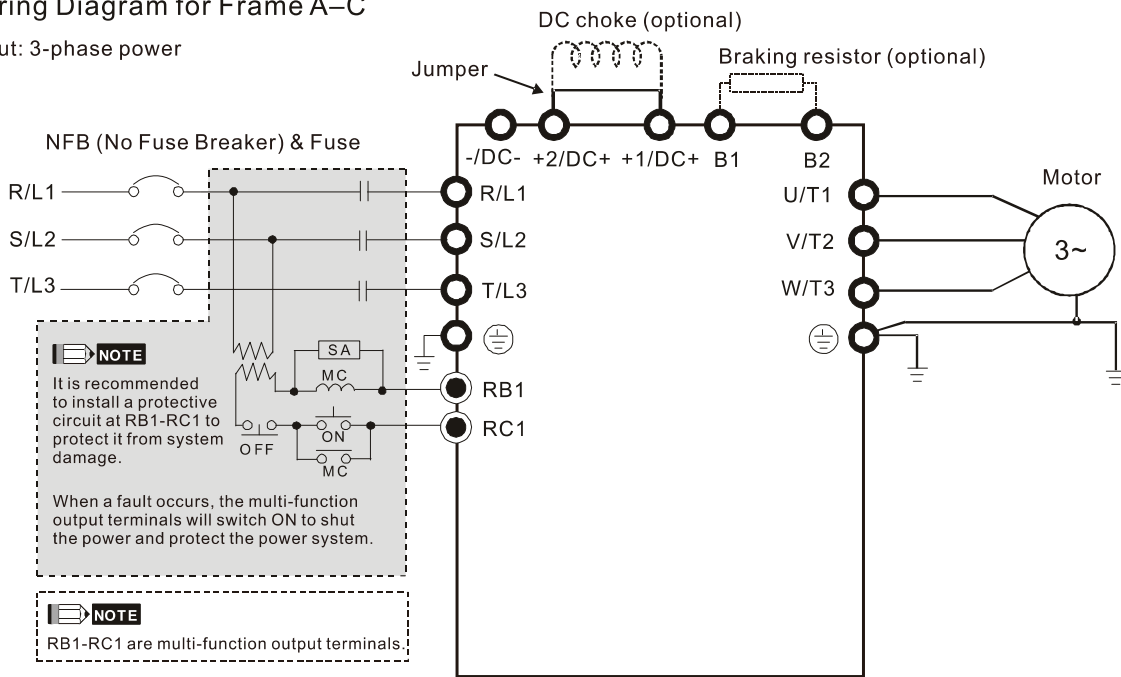 ring Diagram for Frame A–C
ut: 3-phase power
DC choke (optional)
Jumper
Braking resistor (optional)
NFB (No Fuse Breaker) & Fuse
-/DC- +2/DC+ +1/DC+ B1 B2
R/L1
S/L2
T/L3
R/L1
S/L2
T/L3
RB1
RC1
U/T1
V/T2
W/T3
Motor
3~
SA
MC
OFF
ON
MC
NOTE
It is recommended
to install a protective
circuit at RB1-RC1 to
protect it from system
damage.
When a fault occurs, the multi-function
output terminals will switch ON to shut
the power and protect the power system.
NOTE
RB1-RC1 are multi-function output terminals.